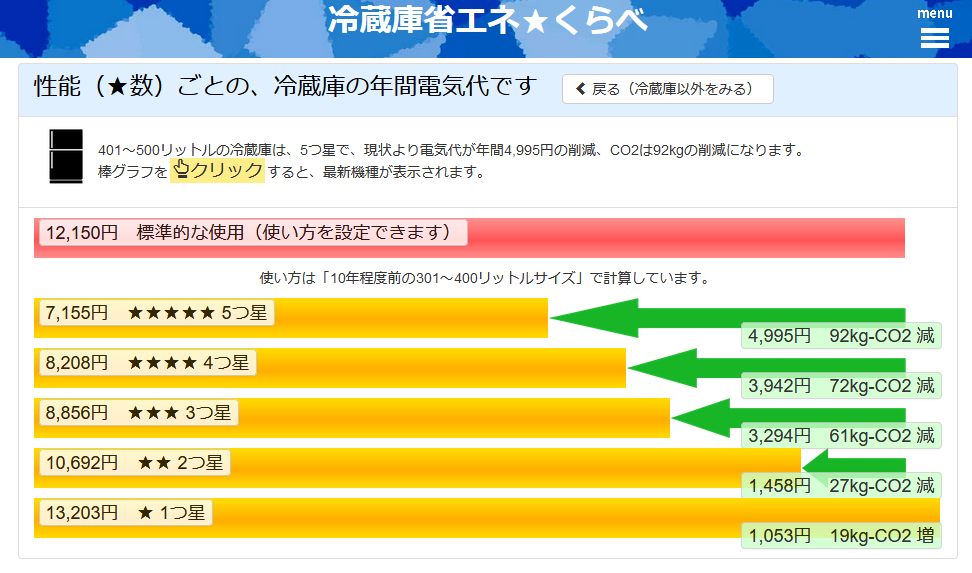 冷蔵庫省エネ★くらべ
menu
性能（★数）ごとの、冷蔵庫の年間電気代です
戻る（冷蔵庫以外をみる）
401～500リットルの冷蔵庫は、5つ星で、現状より電気代が年間4,995円の削減、CO2は92kgの削減になります。
棒グラフをクリックすると、最新機種が表示されます。
12,150円　標準的な使用（使い方を設定できます）
使い方は「10年程度前の301～400リットルサイズ」で計算しています。
7,155円　★★★★★ 5つ星
4,995円　92kg-CO2 減
8,208円　★★★★ 4つ星
3,942円　72kg-CO2 減
8,856円　★★★ 3つ星
3,294円　61kg-CO2 減
10,692円　★★ 2つ星
1,458円　27kg-CO2 減
13,203円　★ 1つ星
1,053円　19kg-CO2 増